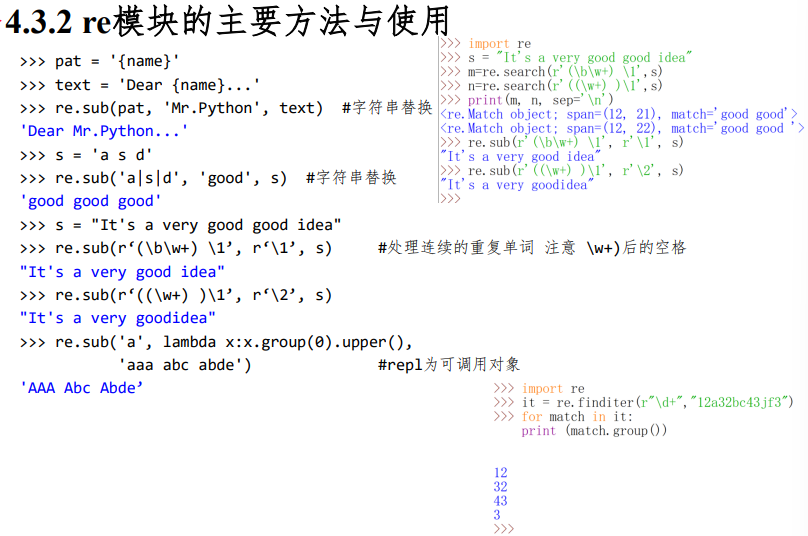 4.3.2 re模块的主要方法与使用
>>> pat = '{name}'
>>> text = 'Dear {name}...'
>>> re.sub(pat, 'Mr.Python', text)  #字符串替换
'Dear Mr.Python...'
>>> s = 'a s d'
>>> re.sub('a|s|d', 'good', s)  #字符串替换
'good good good'
>>> s = "It's a very good good idea"
>>> re.sub(r‘(\b\w+) \1’, r‘\1’, s)     #处理连续的重复单词 注意 \w+)后的空格
"It's a very good idea"
>>> re.sub(r‘((\w+) )\1’, r‘\2’, s)
"It's a very goodidea"
>>> re.sub('a', lambda x:x.group(0).upper(),
'aaa abc abde')              #repl为可调用对象
'AAA Abc Abde’
>>> import re
>>> s = "It's a very good good idea"
>>> m=re.search(r'(\b\w+) \1',s)
>>> n=re.search(r'((\w+) )\1',s)
>>> print(m, n, sep='\n')
<re.Match object; span=(12, 21), match='good good'>
<re.Match object; span=(12, 22), match='good good '>
>>> re.sub(r'(\b\w+) \1', r'\1', s)
"It's a very good idea"
>>> re.sub(r'((\w+) )\1', r'\2', s)
"It's a very goodidea"
>>>
>>> import re
>>> it = re.finditer(r"\d+","12a32bc43jf3")
>>> for match in it:
print (match.group())
12
32
43
3
>>>